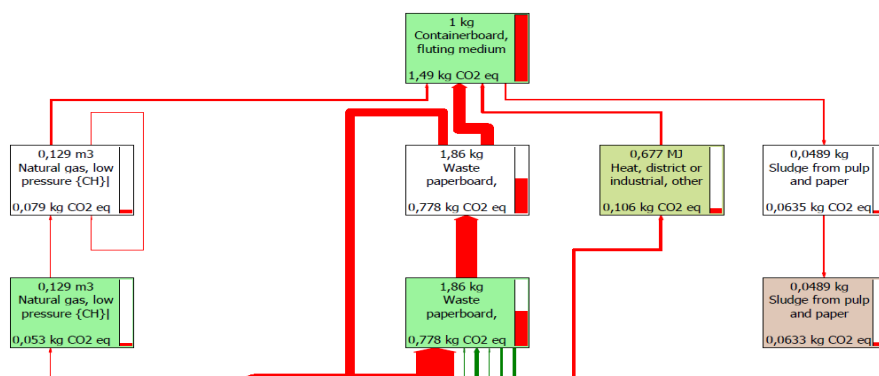 1 kg
Containerboard,
fluting medium
1,49 kg CO2 eq
0,129 m3
Natural gas, low
pressure {CH}|
0,079 kg CO2 eq
1,86 kg
Waste
paperboard,
0,778 kg CO2 eq
0,677 MJ
Heat, district or
industrial, other
0,106 kg CO2 eq
0,0489 kg
Sludge from pulp
and paper
0,0635 kg CO2 eq
0,129 m3
Natural gas, low
pressure {CH}|
0,053 kg CO2 eq
1,86 kg
Waste
paperboard,
0,778 kg CO2 eq
0,0489 kg
Sludge from pulp
and paper
0,0633 kg CO2 eq